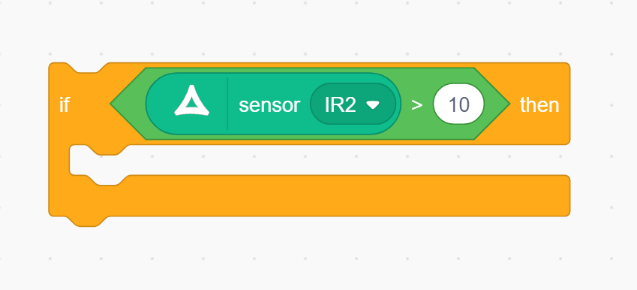 if sensor IR2 > 10 then